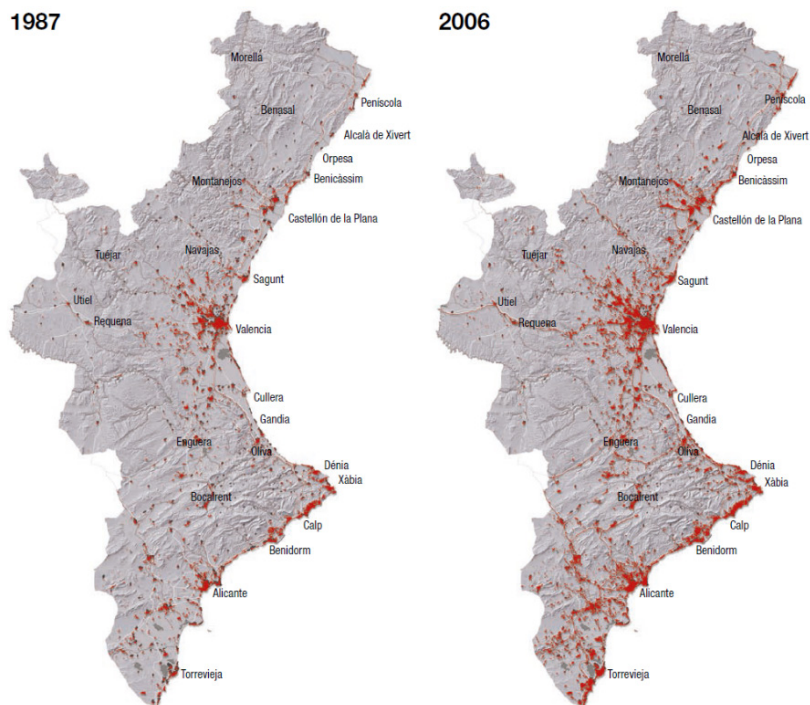 1987
Morellá
Peníscola
Benasal
Alcalà de Xivert
Orpesa
Benicàssim
Montanejos
Castellón de la Plana
Navajas
Tuéjar
Sagunt
Utiel
Requena
Valencia
Cullera
Gandia
Enguera
Oliva
Dénia
Xàbia
Bocairent
Calp
Benidorm
Alicante
Torrevieja
2006
Morellá
Peníscola
Benasal
Alcalà de Xivert
Orpesa
Benicàssim
Montanejos
Castellón de la Plana
Navajas
Tuéjar
Sagunt
Utiel
Requena
Valencia
Cullera
Gandia
Enguera
Oliva
Dénia
Xàbia
Bocairent
Calp
Benidorm
Alicante
Torrevieja